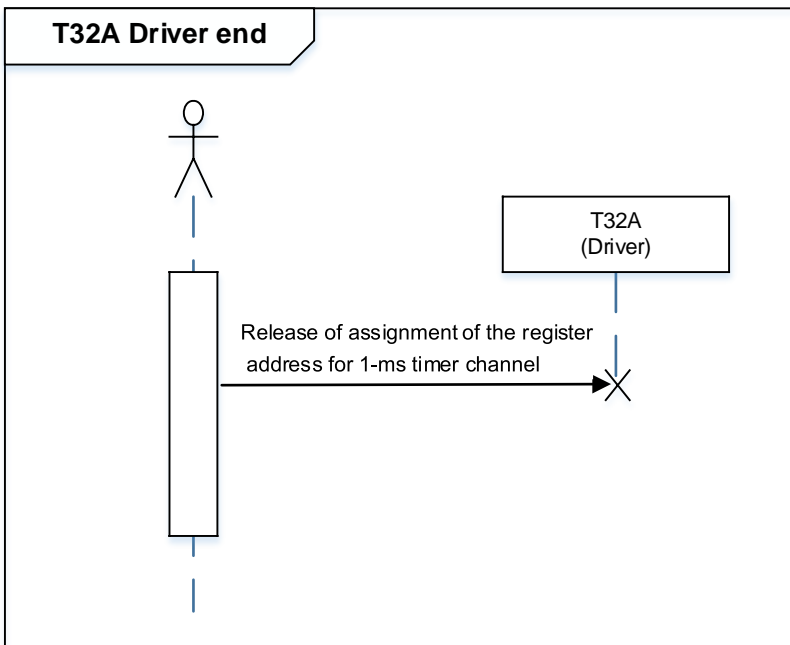 T32A Driver end
T32A
(Driver)
Release of assignment of the register
address for 1-ms timer channel